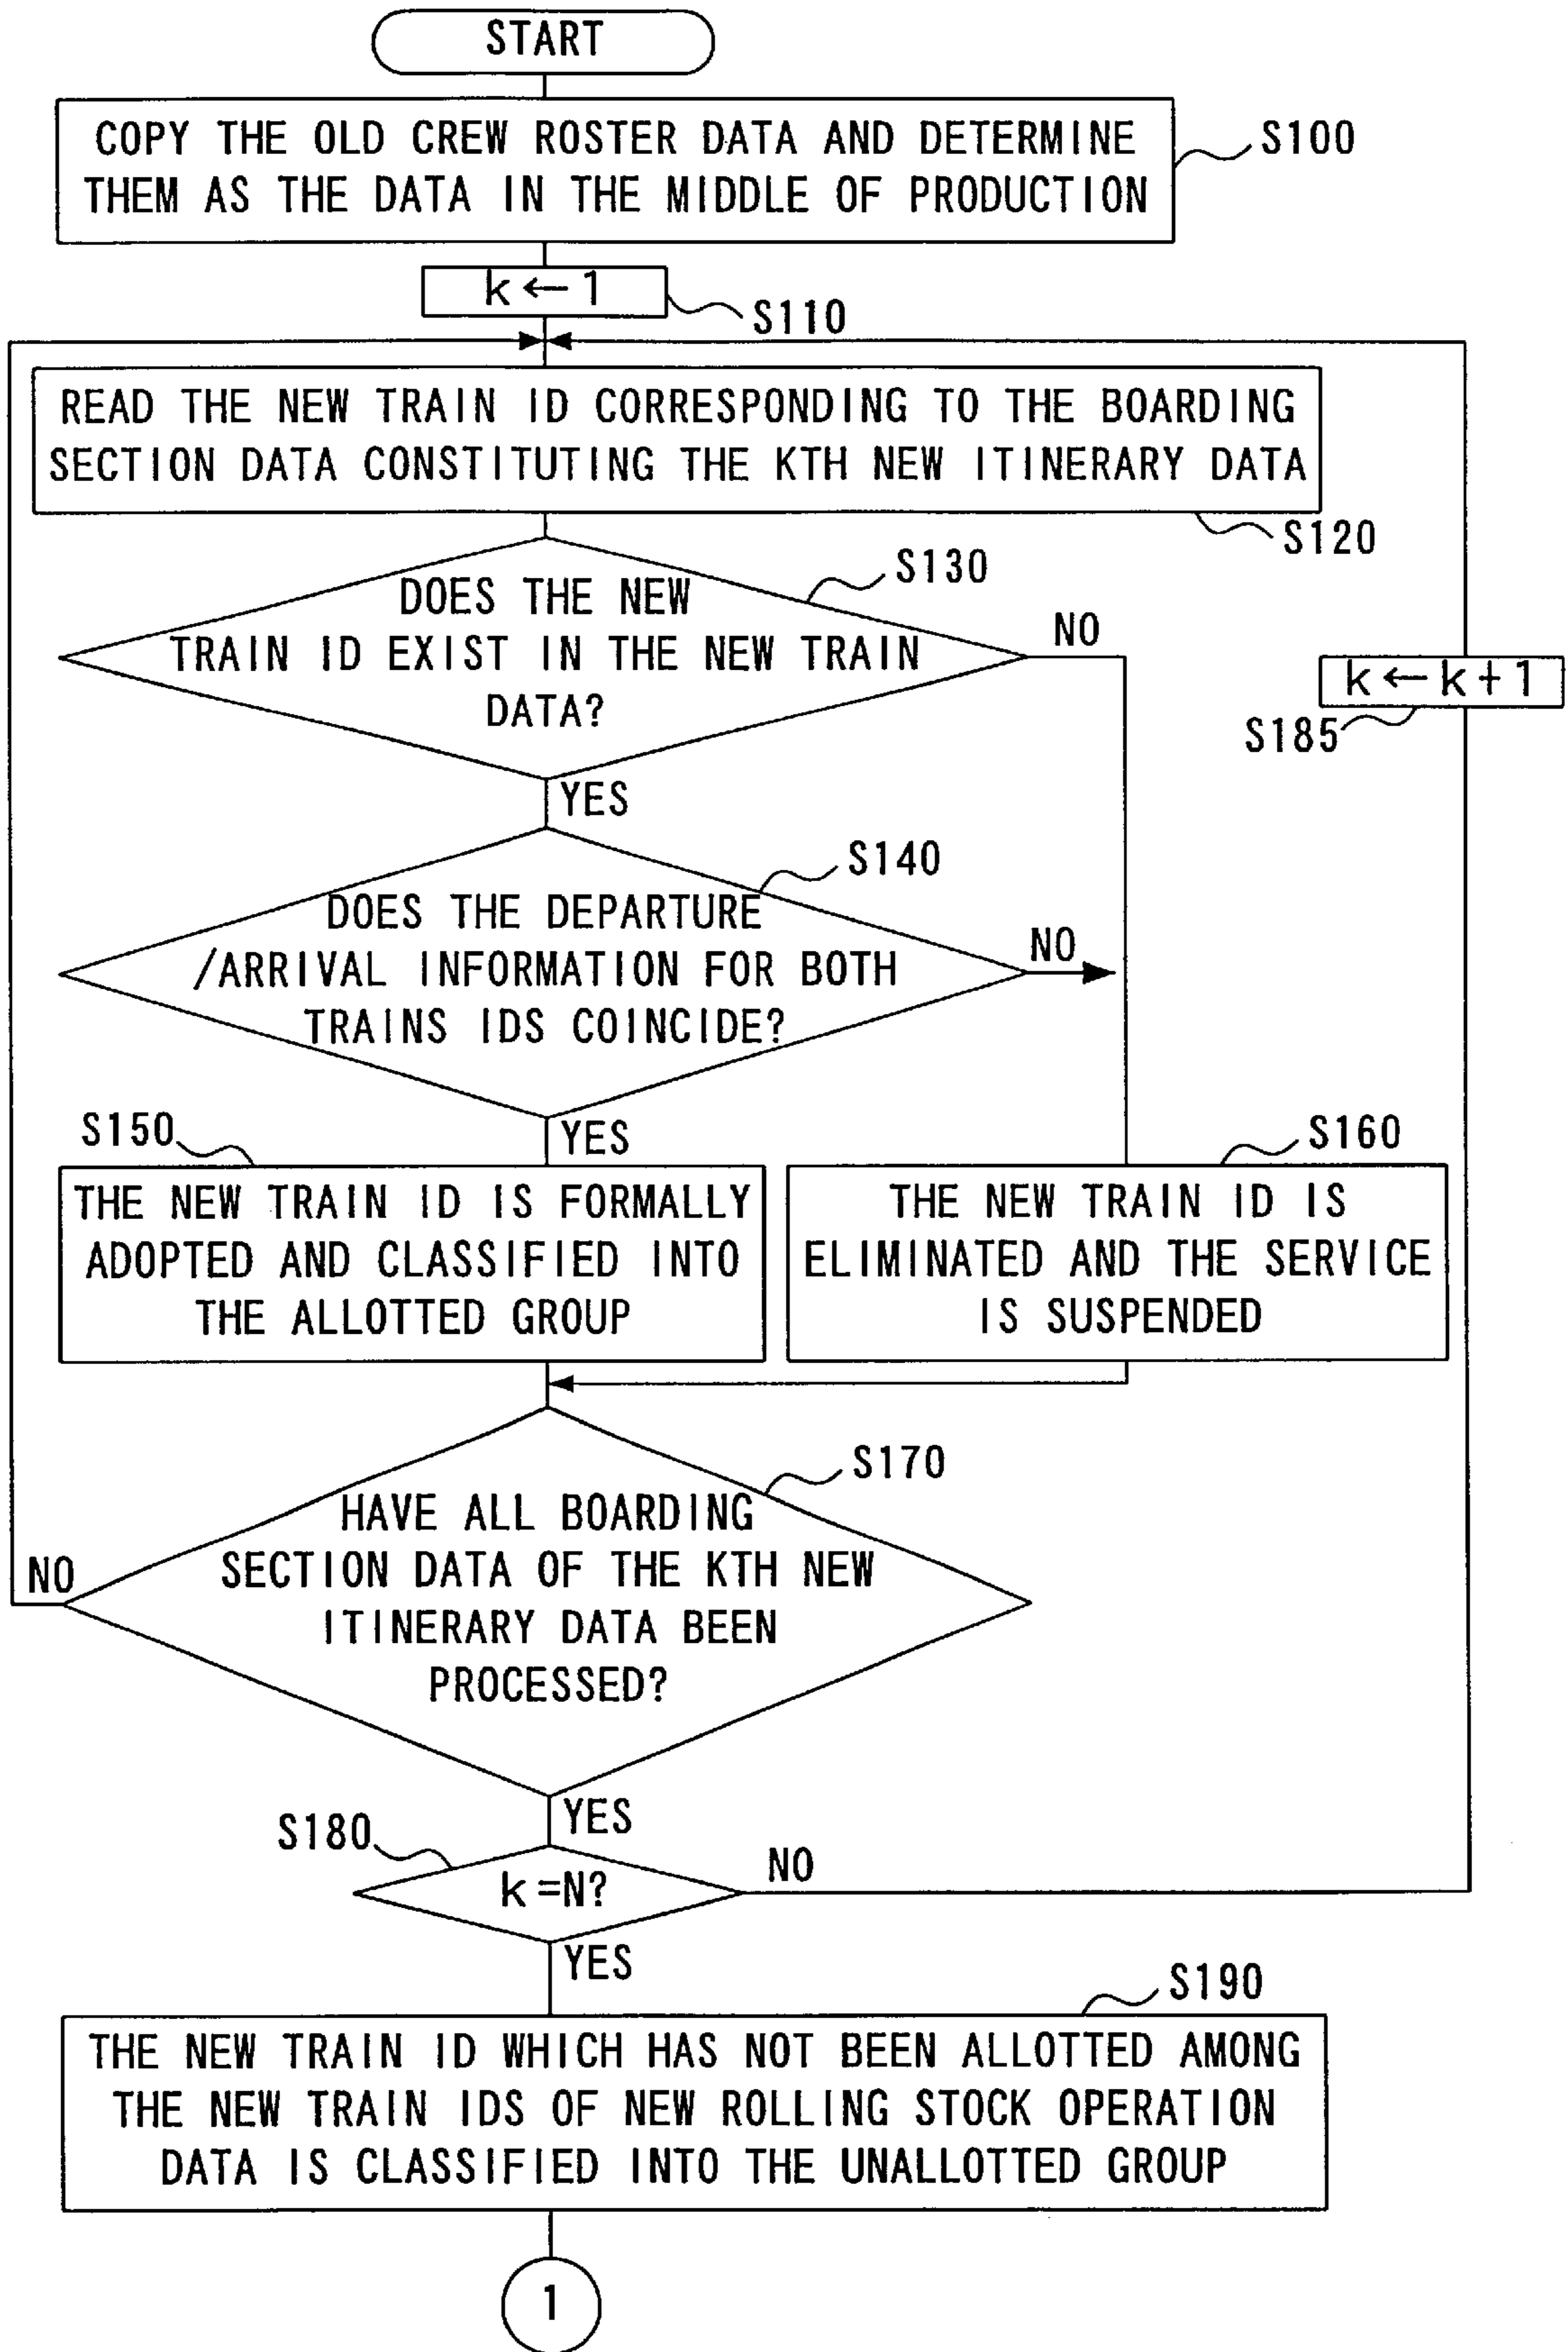 START
COPY THE OLD CREW ROSTER DATA AND DETERMINE
THEM AS THE DATA IN THE MIDDLE OF PRODUCTION
S100
k←1
S110
READ THE NEW TRAIN ID CORRESPONDING TO THE BOARDING
SECTION DATA CONSTITUTING THE KTH NEW ITINERARY DATA
S120
S130
DOES THE NEW
TRAIN ID EXIST IN THE NEW TRAIN
DATA?
NO
k←k+1
S185
YES
S140
DOES THE DEPARTURE
/ARRIVAL INFORMATION FOR BOTH
TRAINS IDS COINCIDE?
NO
YES
S150
THE NEW TRAIN ID IS FORMALLY
ADOPTED AND CLASSIFIED INTO
THE ALLOTTED GROUP
S160
THE NEW TRAIN ID IS
ELIMINATED AND THE SERVICE
IS SUSPENDED
S170
HAVE ALL BOARDING
SECTION DATA OF THE KTH NEW
ITINERARY DATA BEEN
PROCESSED?
NO
YES
S180
k=N?
NO
YES
S190
THE NEW TRAIN ID WHICH HAS NOT BEEN ALLOTTED AMONG
THE NEW TRAIN IDS OF NEW ROLLING STOCK OPERATION
DATA IS CLASSIFIED INTO THE UNALLOTTED GROUP
1